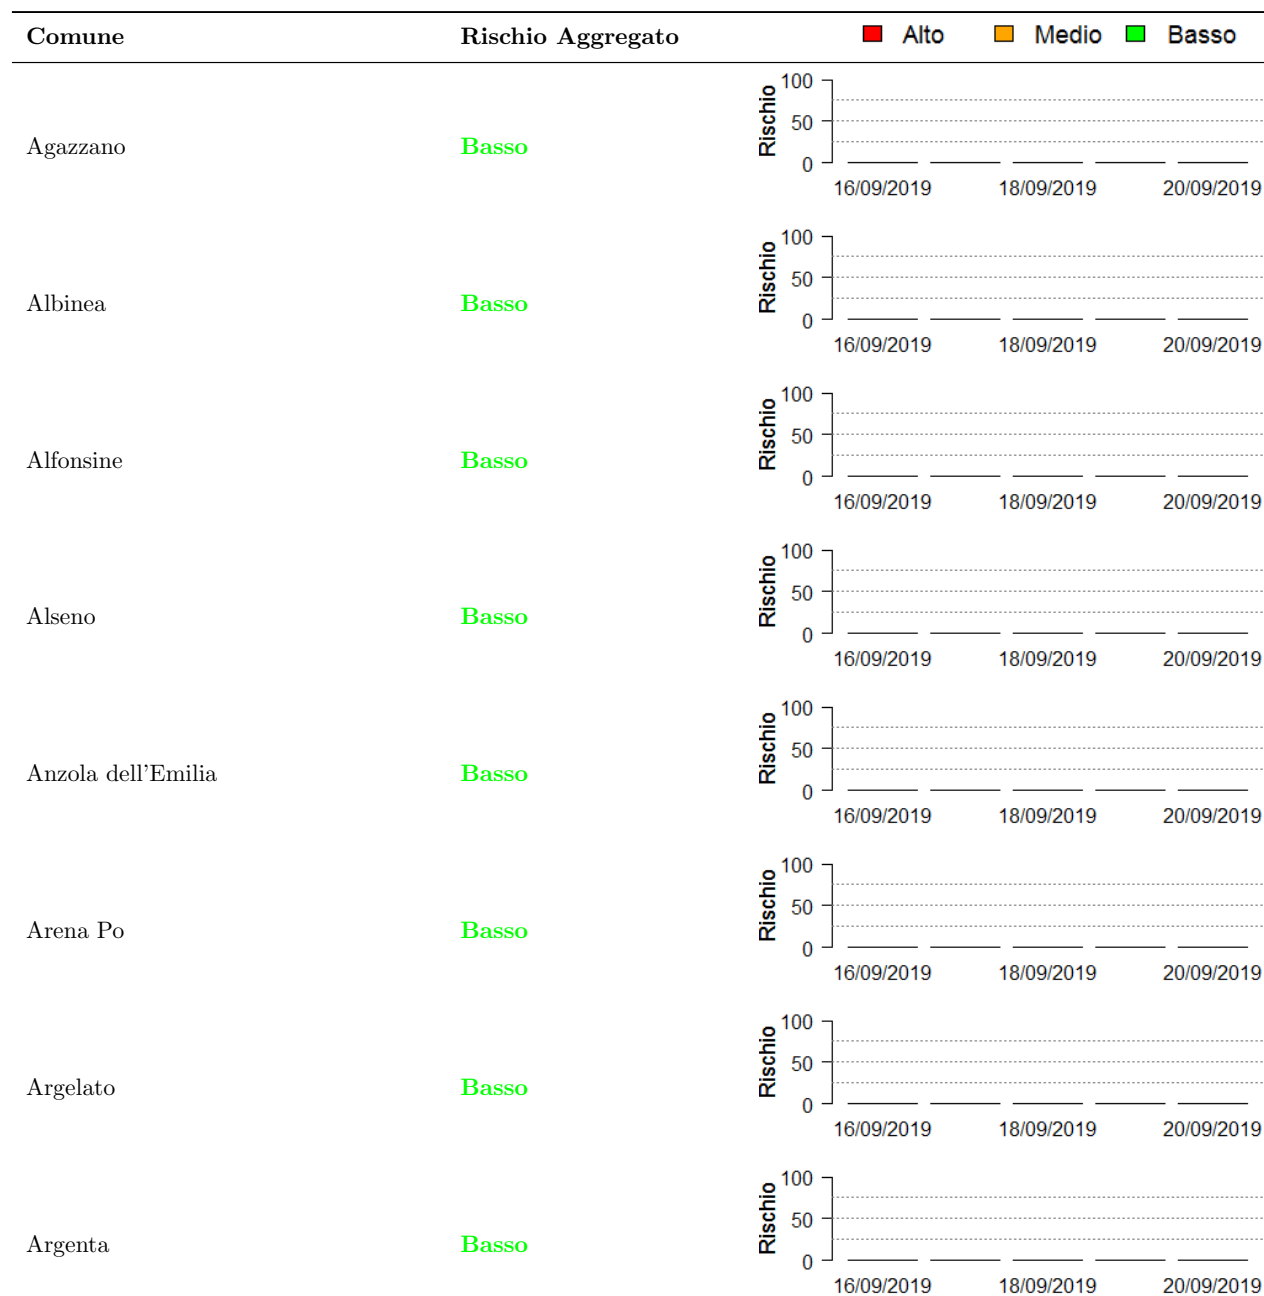 Comune Rischio Aggregato Alto Medio Basso
Agazzano Basso Rischio 100 50 0
16/09/2019 18/09/2019 20/09/2019
Albinea Basso Rischio 100 50 0
16/09/2019 18/09/2019 20/09/2019
Alfonsine Basso Rischio 100 50 0
16/09/2019 18/09/2019 20/09/2019
Alseno Basso Rischio 100 50 0
16/09/2019 18/09/2019 20/09/2019
Anzola dell'Emilia Basso Rischio 100 50 0
16/09/2019 18/09/2019 20/09/2019
Arena Po Basso Rischio 100 50 0
16/09/2019 18/09/2019 20/09/2019
Argelato Basso Rischio 100 50 0
16/09/2019 18/09/2019 20/09/2019
Argenta Basso Rischio 100 50 0
16/09/2019 18/09/2019 20/09/2019